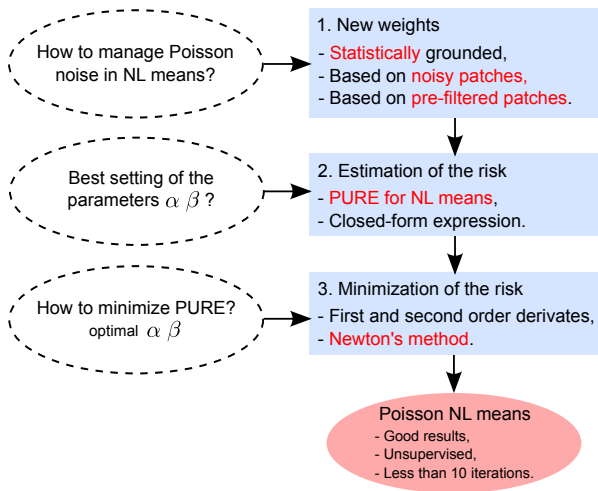 How to manage Poisson
noise in NL means?
1. New weights
- Statistically grounded,
- Based on noisy patches,
- Based on pre-filtered patches.
Best setting of the
parameters α β ?
2. Estimation of the risk
- PURE for NL means,
- Closed-form expression.
How to minimize PURE?
optimal α β
3. Minimization of the risk
- First and second order derivates,
- Newton's method.
Poisson NL means
- Good results,
- Unsupervised,
- Less than 10 iterations.